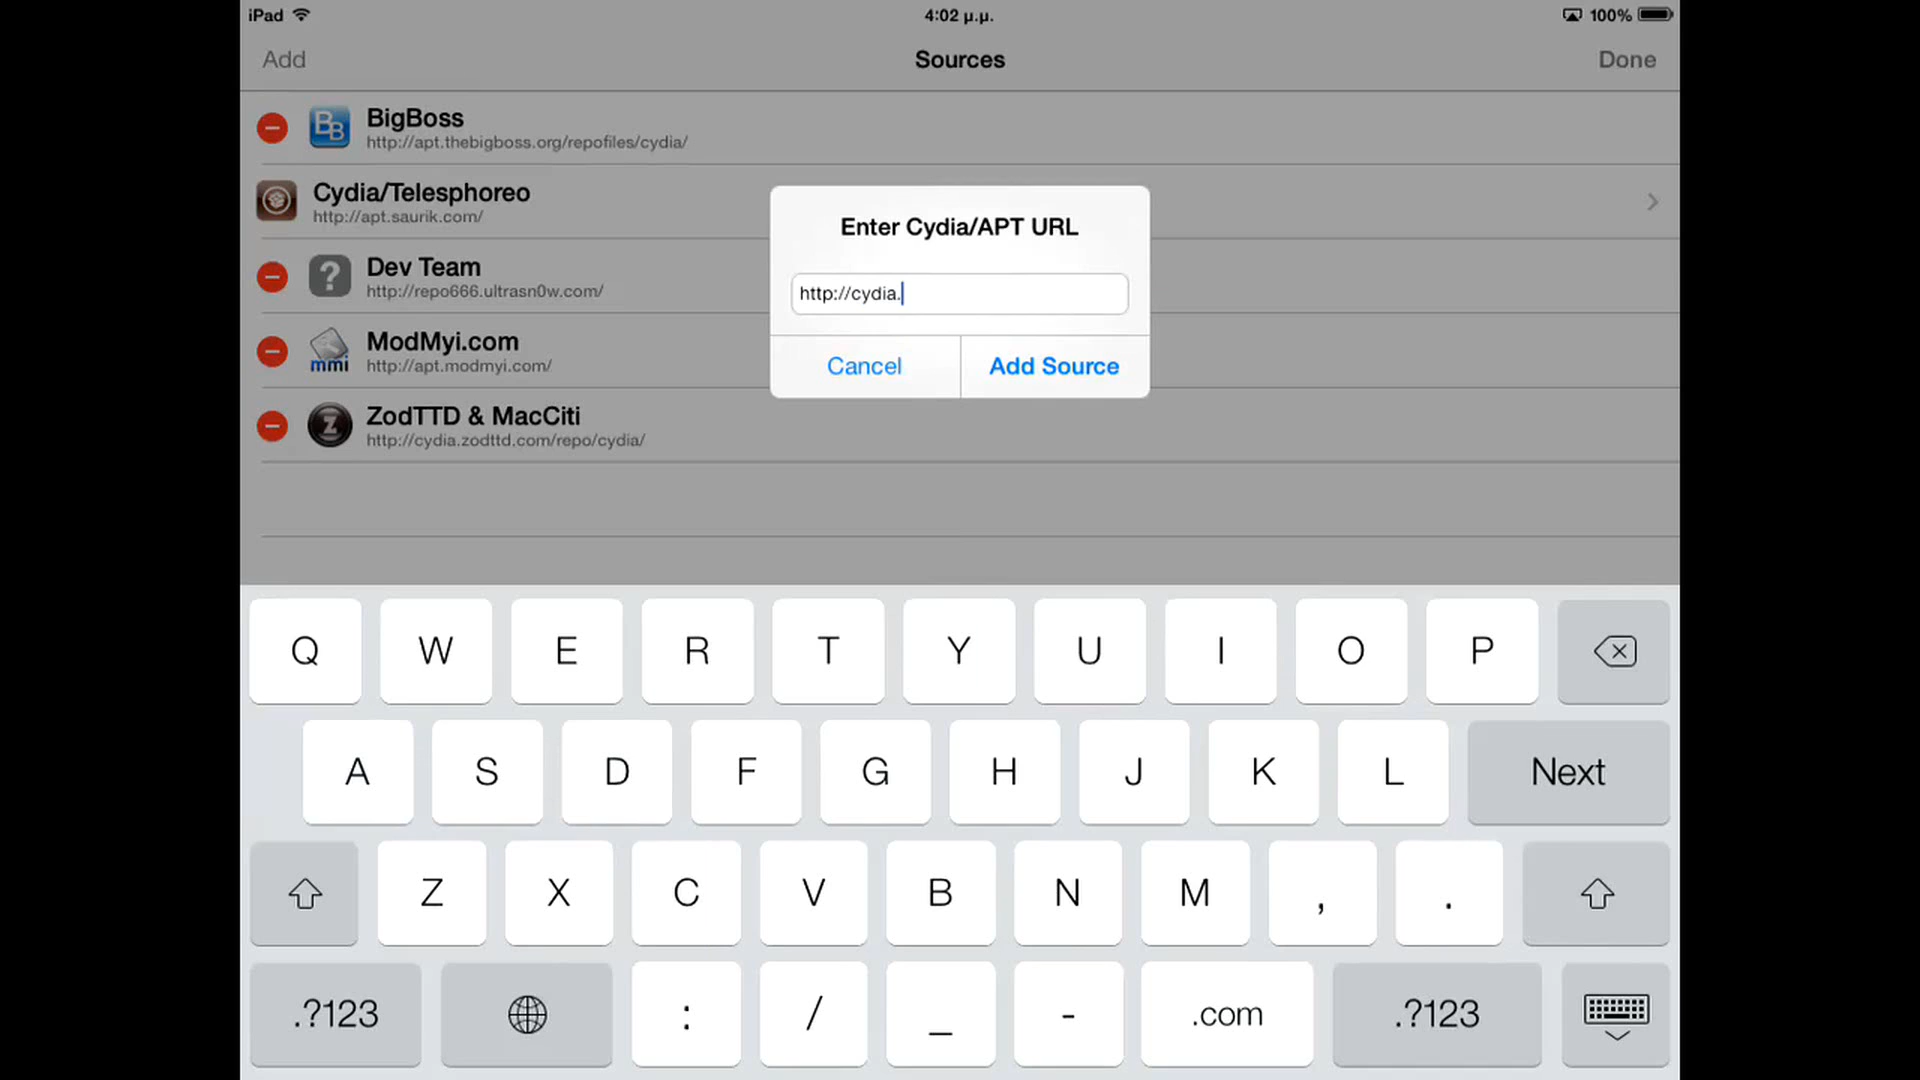 iPad
4:02 μ.μ.
100%
Add
Sources
Done
BB
BigBoss
http://apt.thebigboss.org/repofiles/cydia/
Cydia/Telesphoreo
http://apt.saurik.com/
?
Dev Team
http://repo666.ultrasn0w.com/
mmi
ModMyi.com
http://apt.modmyi.com/
Z
ZodTTD & MacCiti
http://cydia.zodttd.com/repo/cydia/
Enter Cydia/APT URL
http://cydia.
Cancel
Add Source
Q W E R T Y U I O P
A S D F G H J K L Next
Z X C V B N M , .
.?123 : / _ - .com .?123